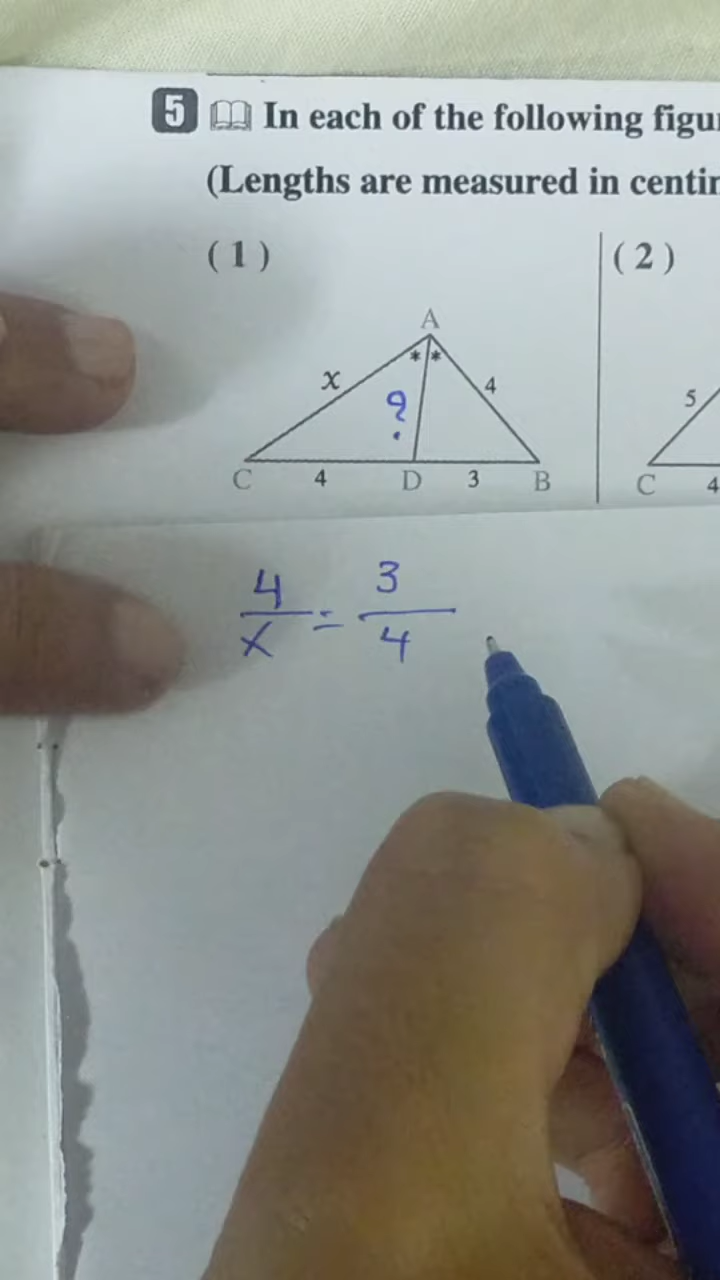 5 In each of the following figu
(Lengths are measured in centi
(1)
(2)
A
* *
x
4
?
5
C
4
D
3
B
C
4
4/x = 3/4